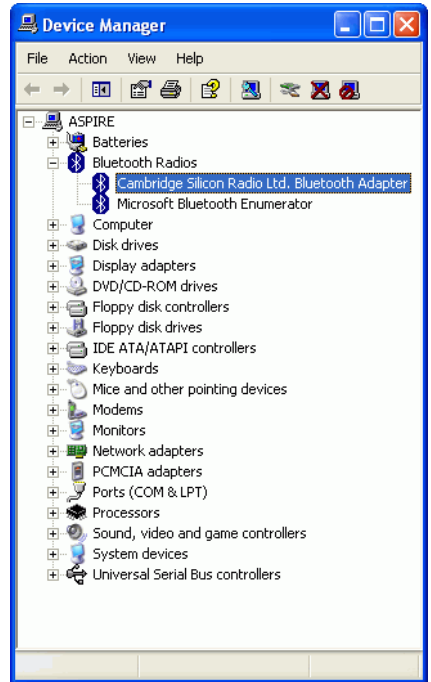 Device Manager
File Action View Help
ASPIRE
Batteries
Bluetooth Radios
Cambridge Silicon Radio Ltd. Bluetooth Adapter
Microsoft Bluetooth Enumerator
Computer
Disk drives
Display adapters
DVD/CD-ROM drives
Floppy disk controllers
Floppy disk drives
IDE ATA/ATAPI controllers
Keyboards
Mice and other pointing devices
Modems
Monitors
Network adapters
PCMCIA adapters
Ports (COM & LPT)
Processors
Sound, video and game controllers
System devices
Universal Serial Bus controllers